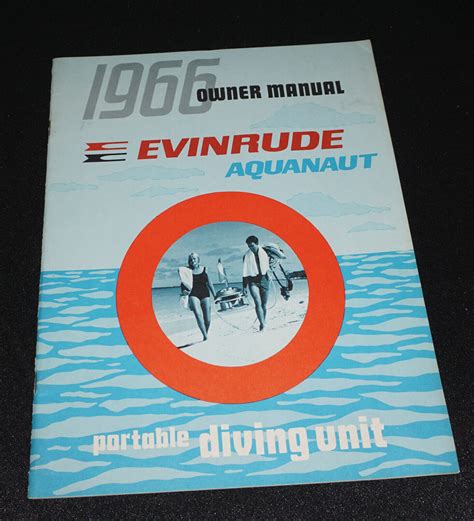 1966 OWNER MANUAL
EVINRUDE
AQUANAUT
portable diving unit